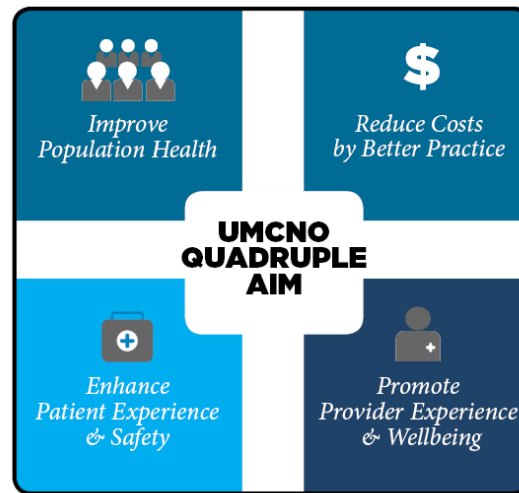 Improve
Population Health
$
Reduce Costs
by Better Practice
UMCNO
QUADRUPLE
AIM
Enhance
Patient Experience
& Safety
Promote
Provider Experience
& Wellbeing